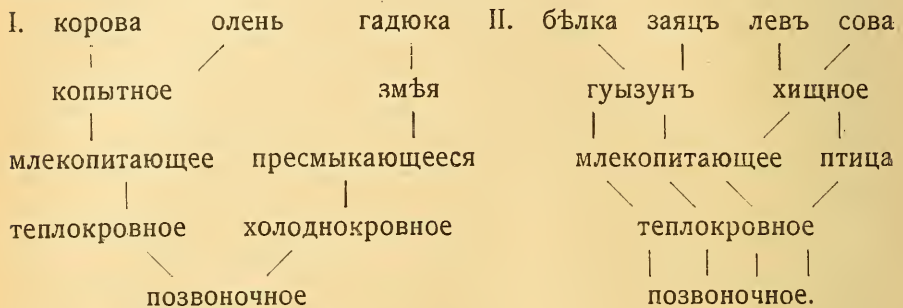 I. корова олень гадюка II. бѣлка заяцъ левъ сова
копытное змѣя гуызунъ хищное
млекопитающее пресмыкающееся млекопитающее птица
теплокровное холоднокровное теплокровное
позвоночное позвоночное.